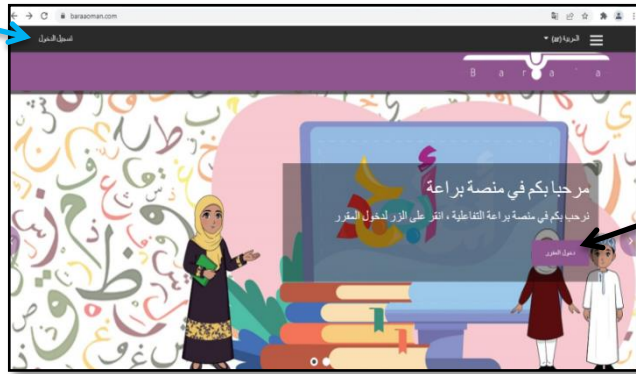 baraaoman.com
العربية (ar)
تسجيل الدخول
B a r a ' a
أبجد
مرحبا بكم في منصة براعة
نرحب بكم في منصة براعة التفاعلية ، انقر على الزر لدخول المقرر
دخول المقرر